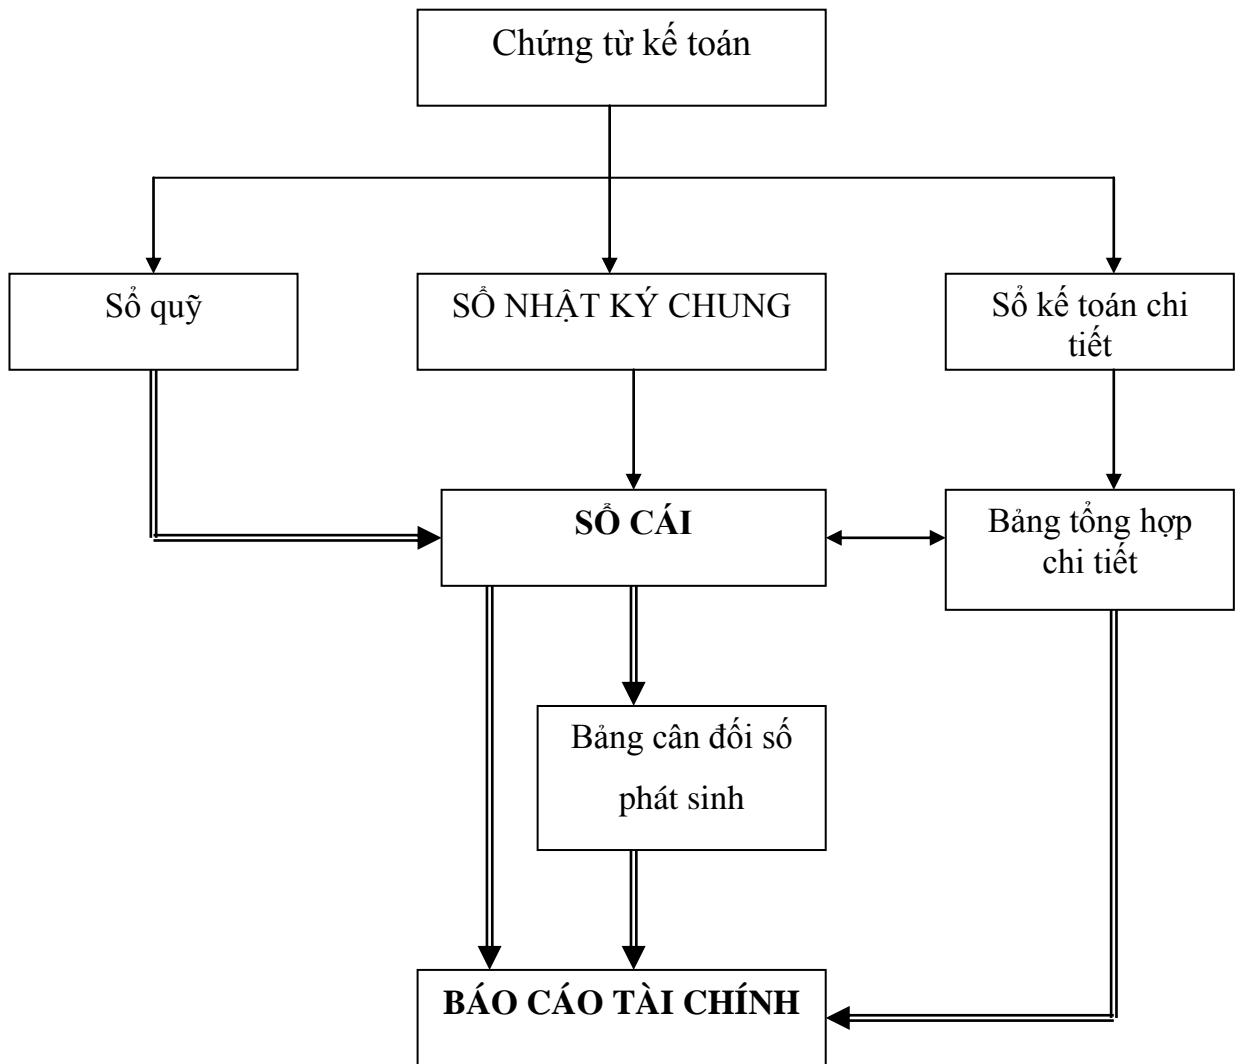 Chứng từ kế toán
Sổ quỹ
SỔ NHẬT KÝ CHUNG
Sổ kế toán chi
tiết
SỔ CÁI
Bảng tổng hợp
chi tiết
Bảng cân đối số
phát sinh
BÁO CÁO TÀI CHÍNH